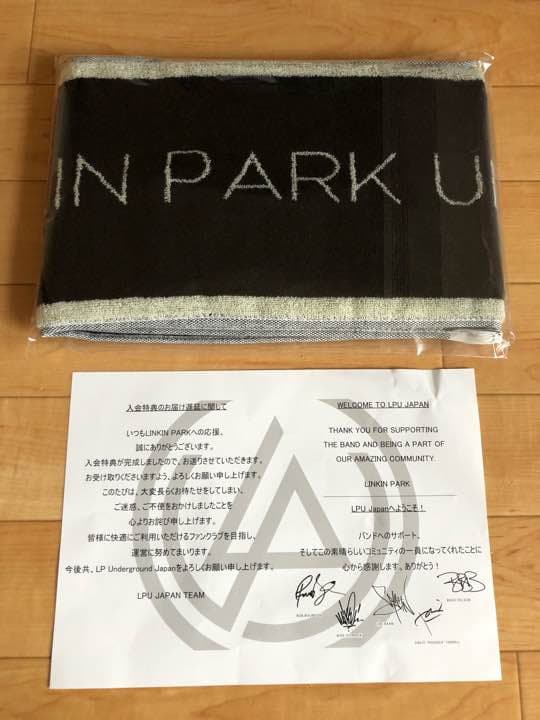 IN PARK U
入会特典のお届け遅延に関して
いつもLINKIN PARKへの応援、
誠にありがとうございます。
入会特典が完成しましたので、お送りさせていただきます。
お受け取りくださいますよう、よろしくお願い申し上げます。
このたびは、大変長らくお待たせをしてしまい、
ご迷惑、ご不便をおかけしましたことを
心よりお詫び申し上げます。
皆様に快適にご利用いただけるファンクラブを目指し、
運営に努めてまいります。
今後共、LP Underground Japanをよろしくお願い申し上げます。
LPU JAPAN TEAM
WELCOME TO LPU JAPAN
THANK YOU FOR SUPPORTING
THE BAND AND BEING A PART OF
OUR AMAZING COMMUNITY.
LINKIN PARK
LPU Japanへようこそ！
バンドへのサポート、
そしてこの素晴らしいコミュニティの一員になってくれたことに
心から感謝します。ありがとう！